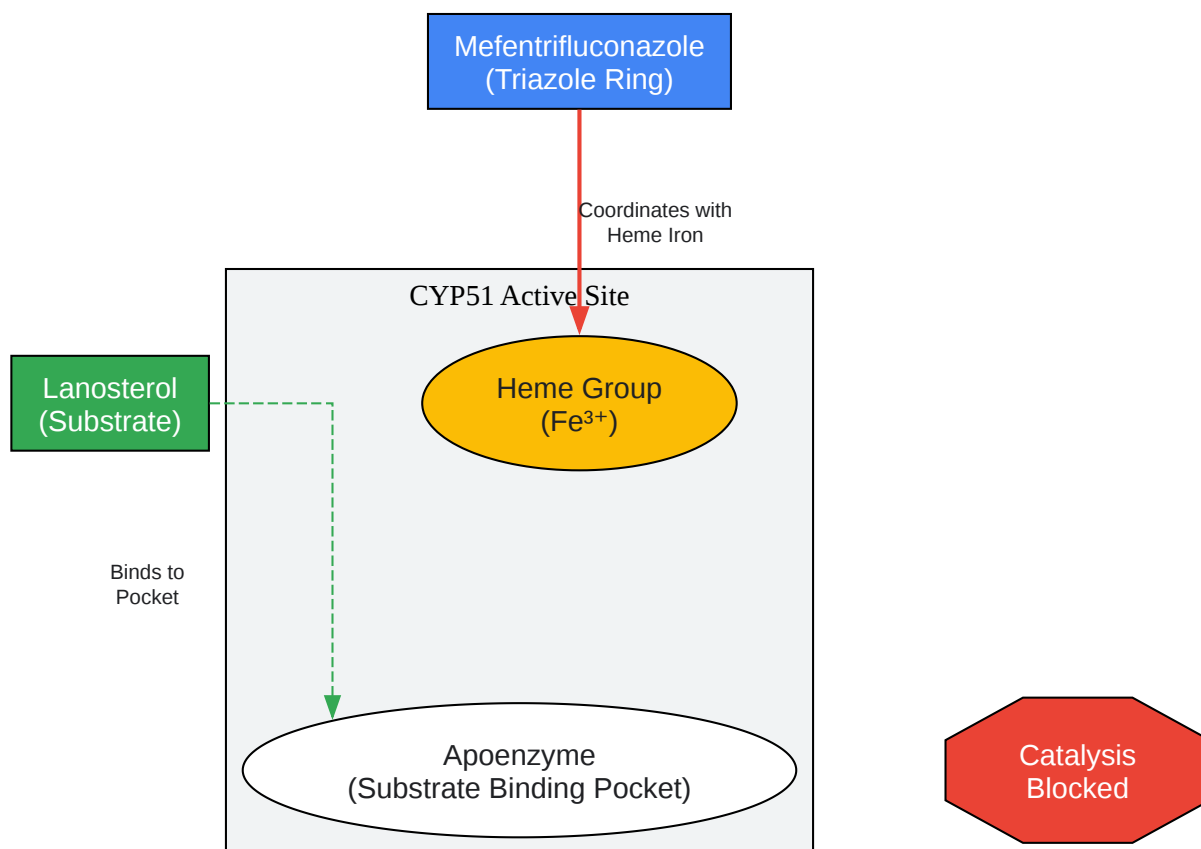 Mefentrifluconazole
(Triazole Ring)
Coordinates with
Heme Iron
CYP51 Active Site
Heme Group
(Fe³⁺)
Lanosterol
(Substrate)
Binds to
Pocket
Apoenzyme
(Substrate Binding Pocket)
Catalysis
Blocked